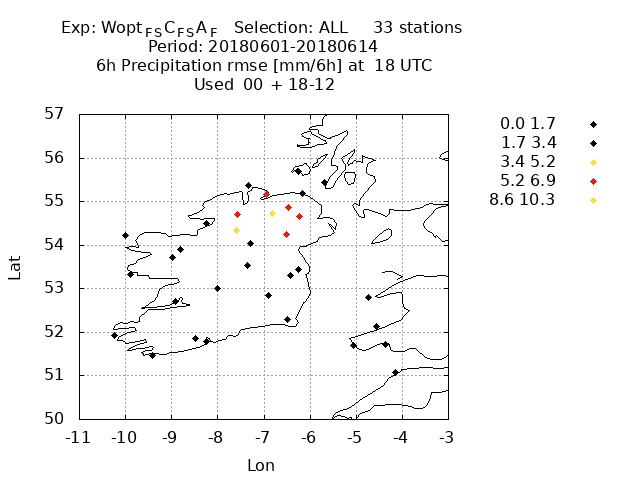 Exp: Wopt FS C FS A F Selection: ALL 33 stations
Period: 20180601-20180614
6h Precipitation rmse [mm/6h] at 18 UTC
Used 00 + 18-12
57
56
55
54
53
52
51
50
-11 -10 -9 -8 -7 -6 -5 -4 -3
Lat
Lon
0.0 1.7
1.7 3.4
3.4 5.2
5.2 6.9
8.6 10.3